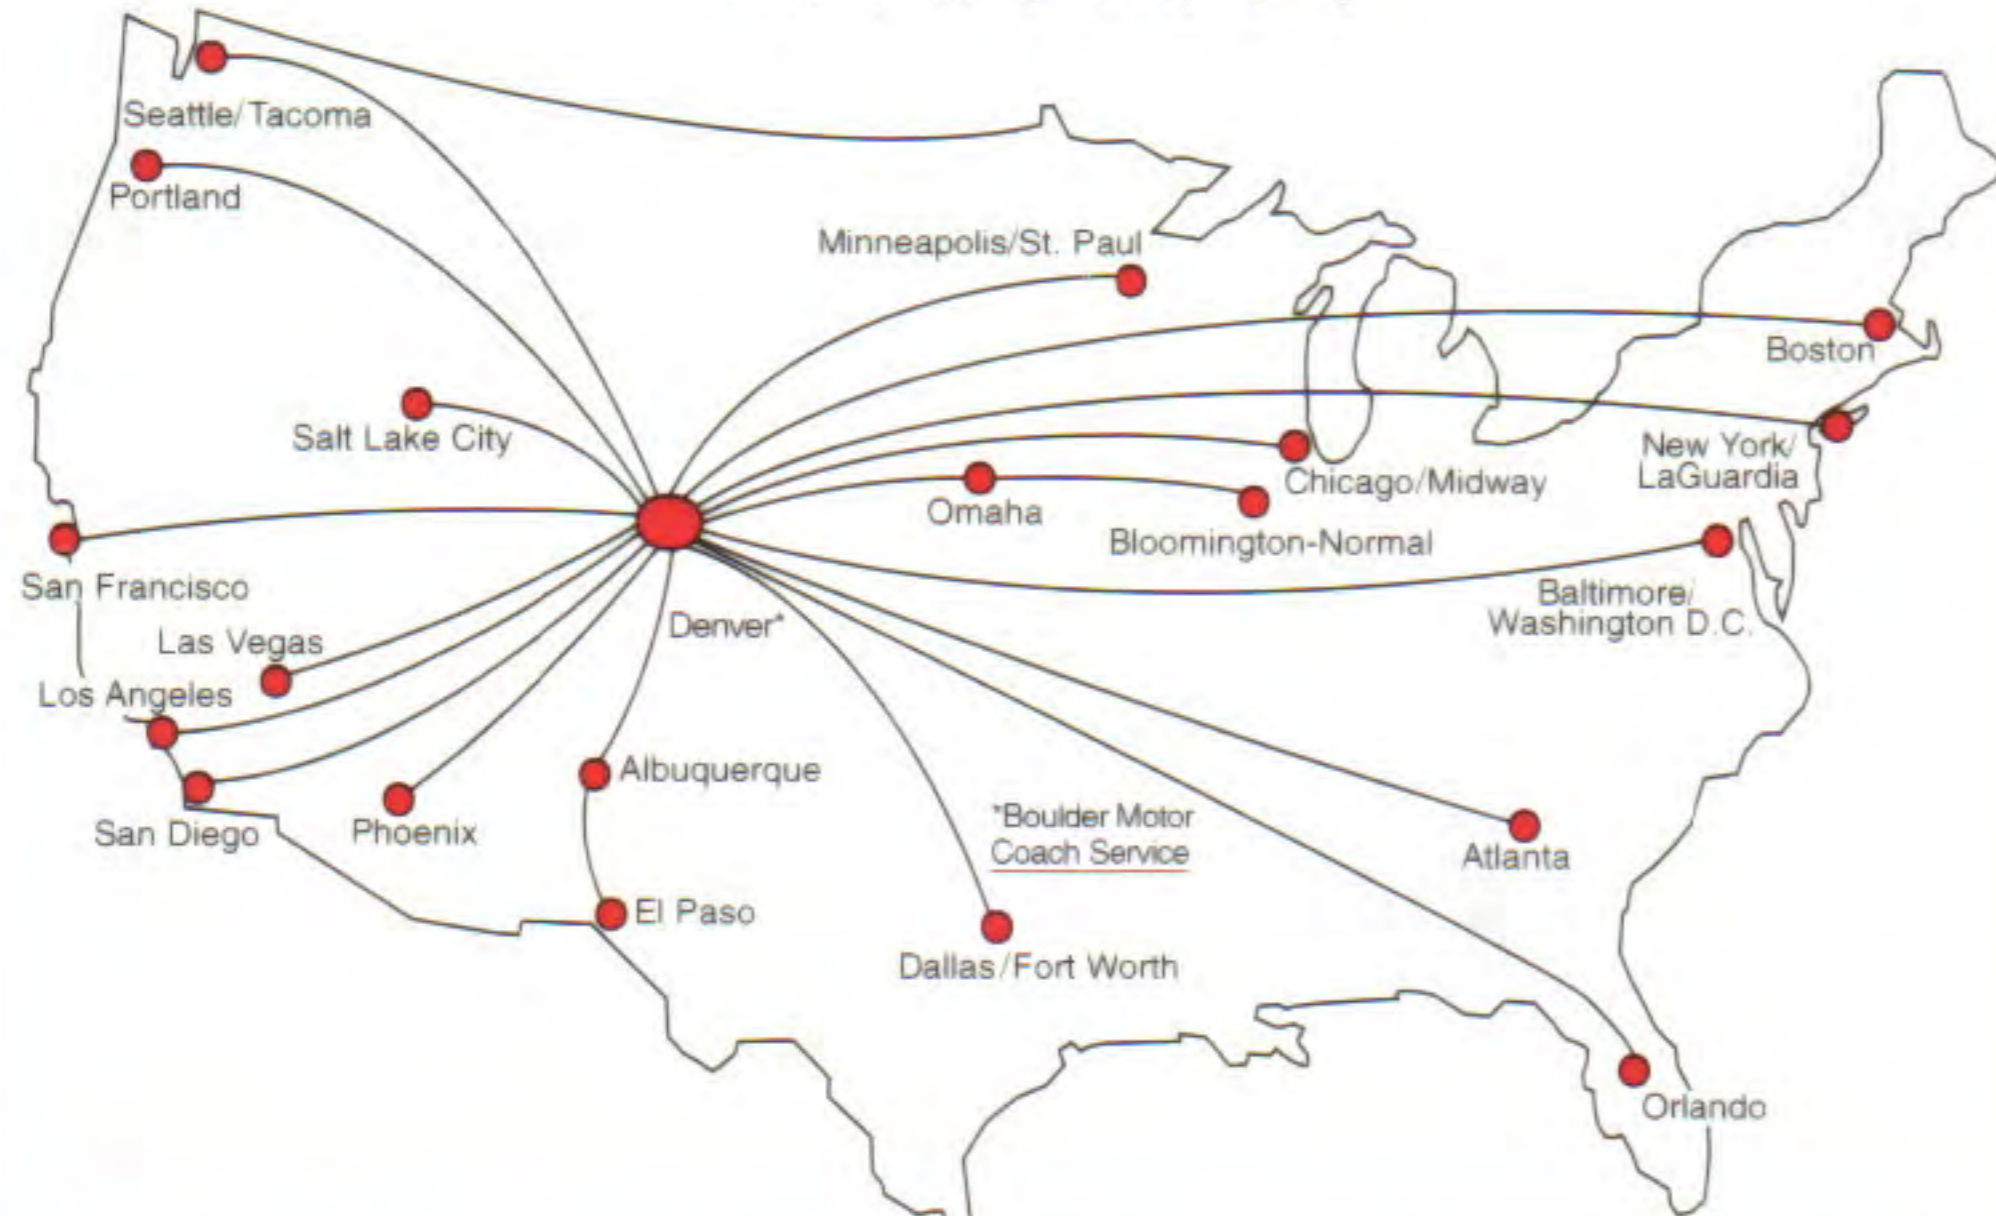 Seattle/Tacoma
Portland
Minneapolis/St. Paul
Boston
Salt Lake City
New York/
LaGuardia
Chicago/Midway
Omaha
Bloomington-Normal
San Francisco
Baltimore/
Washington D.C.
Denver*
Las Vegas
Los Angeles
Albuquerque
*Boulder Motor
Coach Service
San Diego
Phoenix
Atlanta
El Paso
Dallas/Fort Worth
Orlando